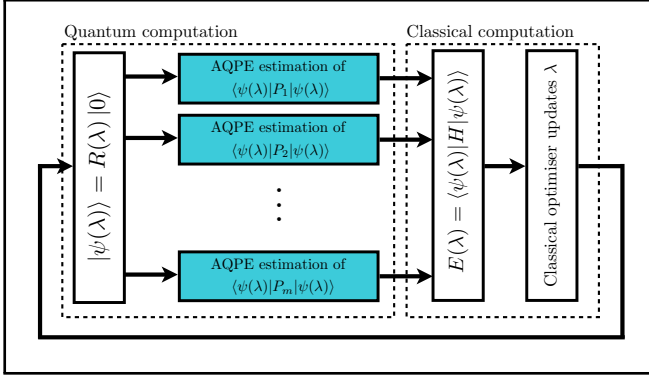 Quantum computation
Classical computation
|ψ(λ)⟩ = R(λ) |0⟩
AQPE estimation of
⟨ψ(λ)|P₁|ψ(λ)⟩
AQPE estimation of
⟨ψ(λ)|P₂|ψ(λ)⟩
AQPE estimation of
⟨ψ(λ)|Pₘ|ψ(λ)⟩
E(λ) = ⟨ψ(λ)|H|ψ(λ)⟩
Classical optimiser updates λ